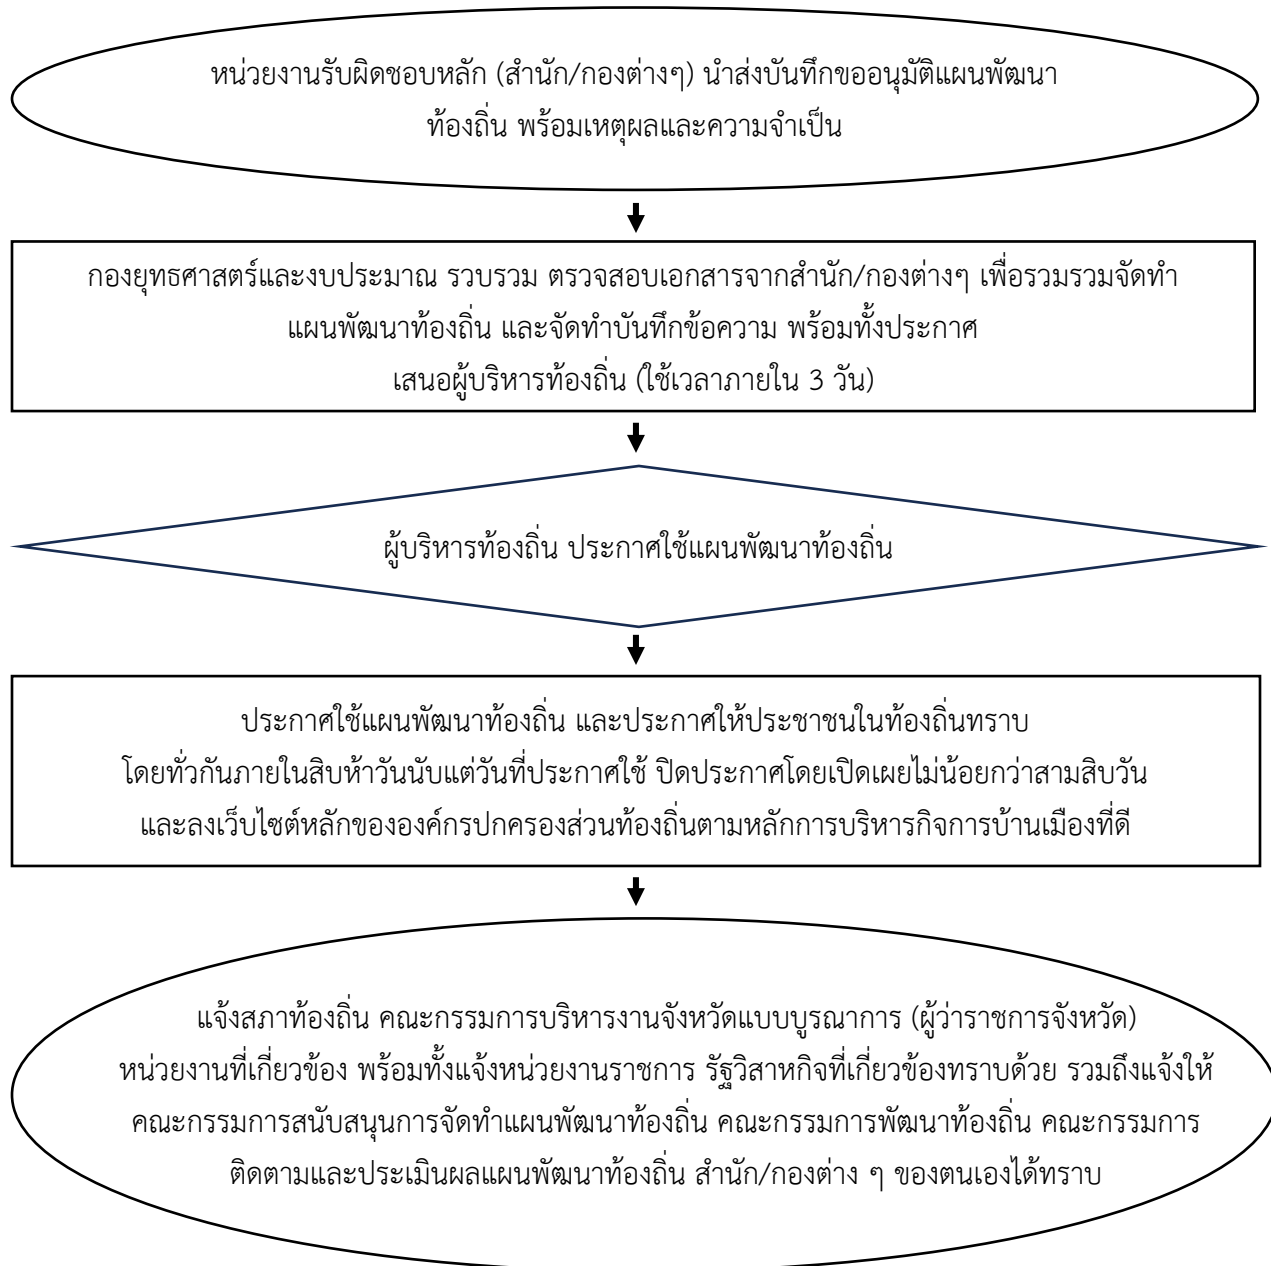 หน่วยงานรับผิดชอบหลัก (สำนัก/กองต่างๆ) นำส่งบันทึกขออนุมัติแผนพัฒนา
ท้องถิ่น พร้อมเหตุผลและความจำเป็น
กองยุทธศาสตร์และงบประมาณ รวบรวม ตรวจสอบเอกสารจากสำนัก/กองต่างๆ เพื่อรวมรวมจัดทำ
แผนพัฒนาท้องถิ่น และจัดทำบันทึกข้อความ พร้อมทั้งประกาศ
เสนอผู้บริหารท้องถิ่น (ใช้เวลาภายใน 3 วัน)
ผู้บริหารท้องถิ่น ประกาศใช้แผนพัฒนาท้องถิ่น
ประกาศใช้แผนพัฒนาท้องถิ่น และประกาศให้ประชาชนในท้องถิ่นทราบ
โดยทั่วกันภายในสิบห้าวันนับแต่วันที่ประกาศใช้ ปิดประกาศโดยเปิดเผยไม่น้อยกว่าสามสิบวัน
และลงเว็บไซต์หลักขององค์กรปกครองส่วนท้องถิ่นตามหลักการบริหารกิจการบ้านเมืองที่ดี
แจ้งสภาท้องถิ่น คณะกรรมการบริหารงานจังหวัดแบบบูรณาการ (ผู้ว่าราชการจังหวัด)
หน่วยงานที่เกี่ยวข้อง พร้อมทั้งแจ้งหน่วยงานราชการ รัฐวิสาหกิจที่เกี่ยวข้องทราบด้วย รวมถึงแจ้งให้
คณะกรรมการสนับสนุนการจัดทำแผนพัฒนาท้องถิ่น คณะกรรมการพัฒนาท้องถิ่น คณะกรรมการ
ติดตามและประเมินผลแผนพัฒนาท้องถิ่น สำนัก/กองต่าง ๆ ของตนเองได้ทราบ